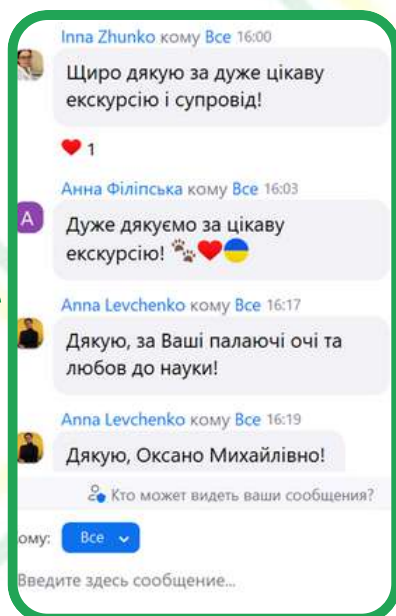 Inna Zhunko кому Все 16:00
Щиро дякую за дуже цікаву
екскурсію і супровід!
❤️ 1
Анна Філіпська кому Все 16:03
А
Дуже дякуємо за цікаву
екскурсію! 🐾❤️
Anna Levchenko кому Все 16:17
Дякую, за Ваші палаючі очі та
любов до науки!
Anna Levchenko кому Все 16:19
Дякую, Оксано Михайлівно!
Кто может видеть ваши сообщения?
ому: Все
Введите здесь сообщение...